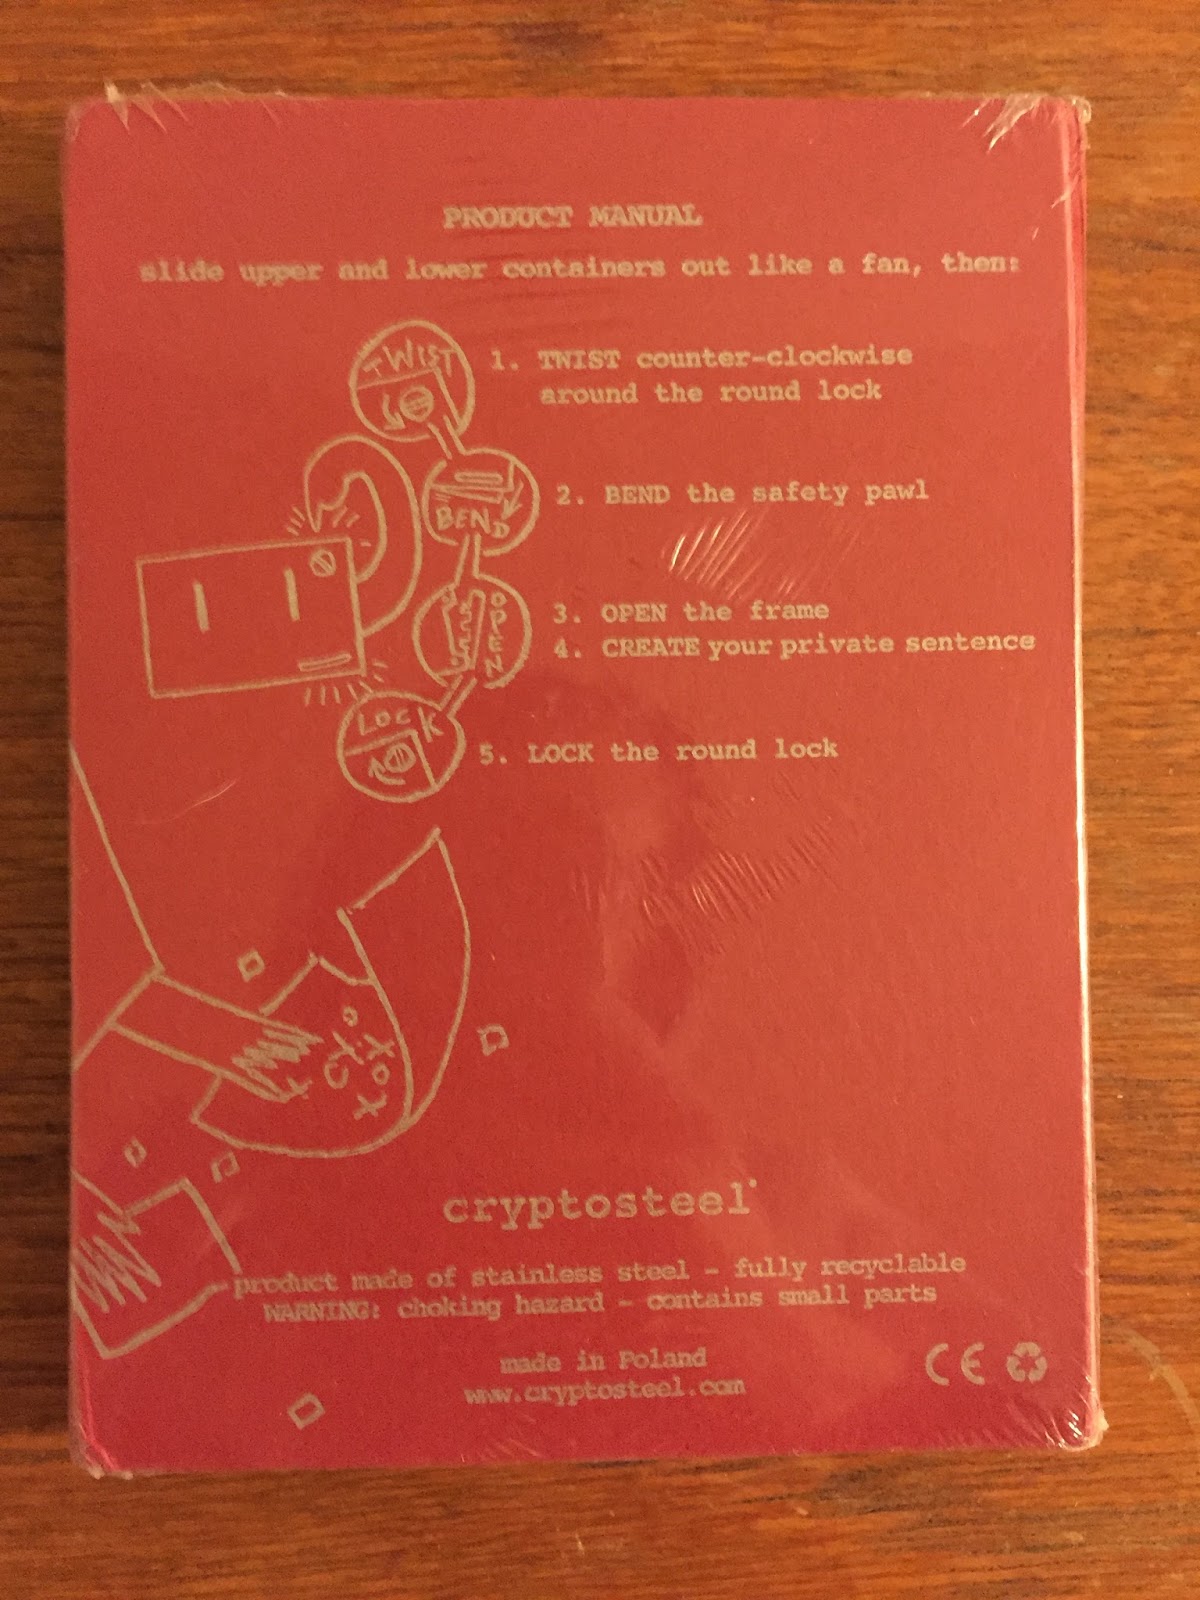 PRODUCT MANUAL
slide upper and lower containers out like a fan, then:
TWIST
1. TWIST counter-clockwise
around the round lock
BEND
2. BEND the safety pawl
OPEN
3. OPEN the frame
4. CREATE your private sentence
LOCK
5. LOCK the round lock
cryptosteel
product made of stainless steel - fully recyclable
WARNING: choking hazard - contains small parts
made in Poland
www.cryptosteel.com
CE